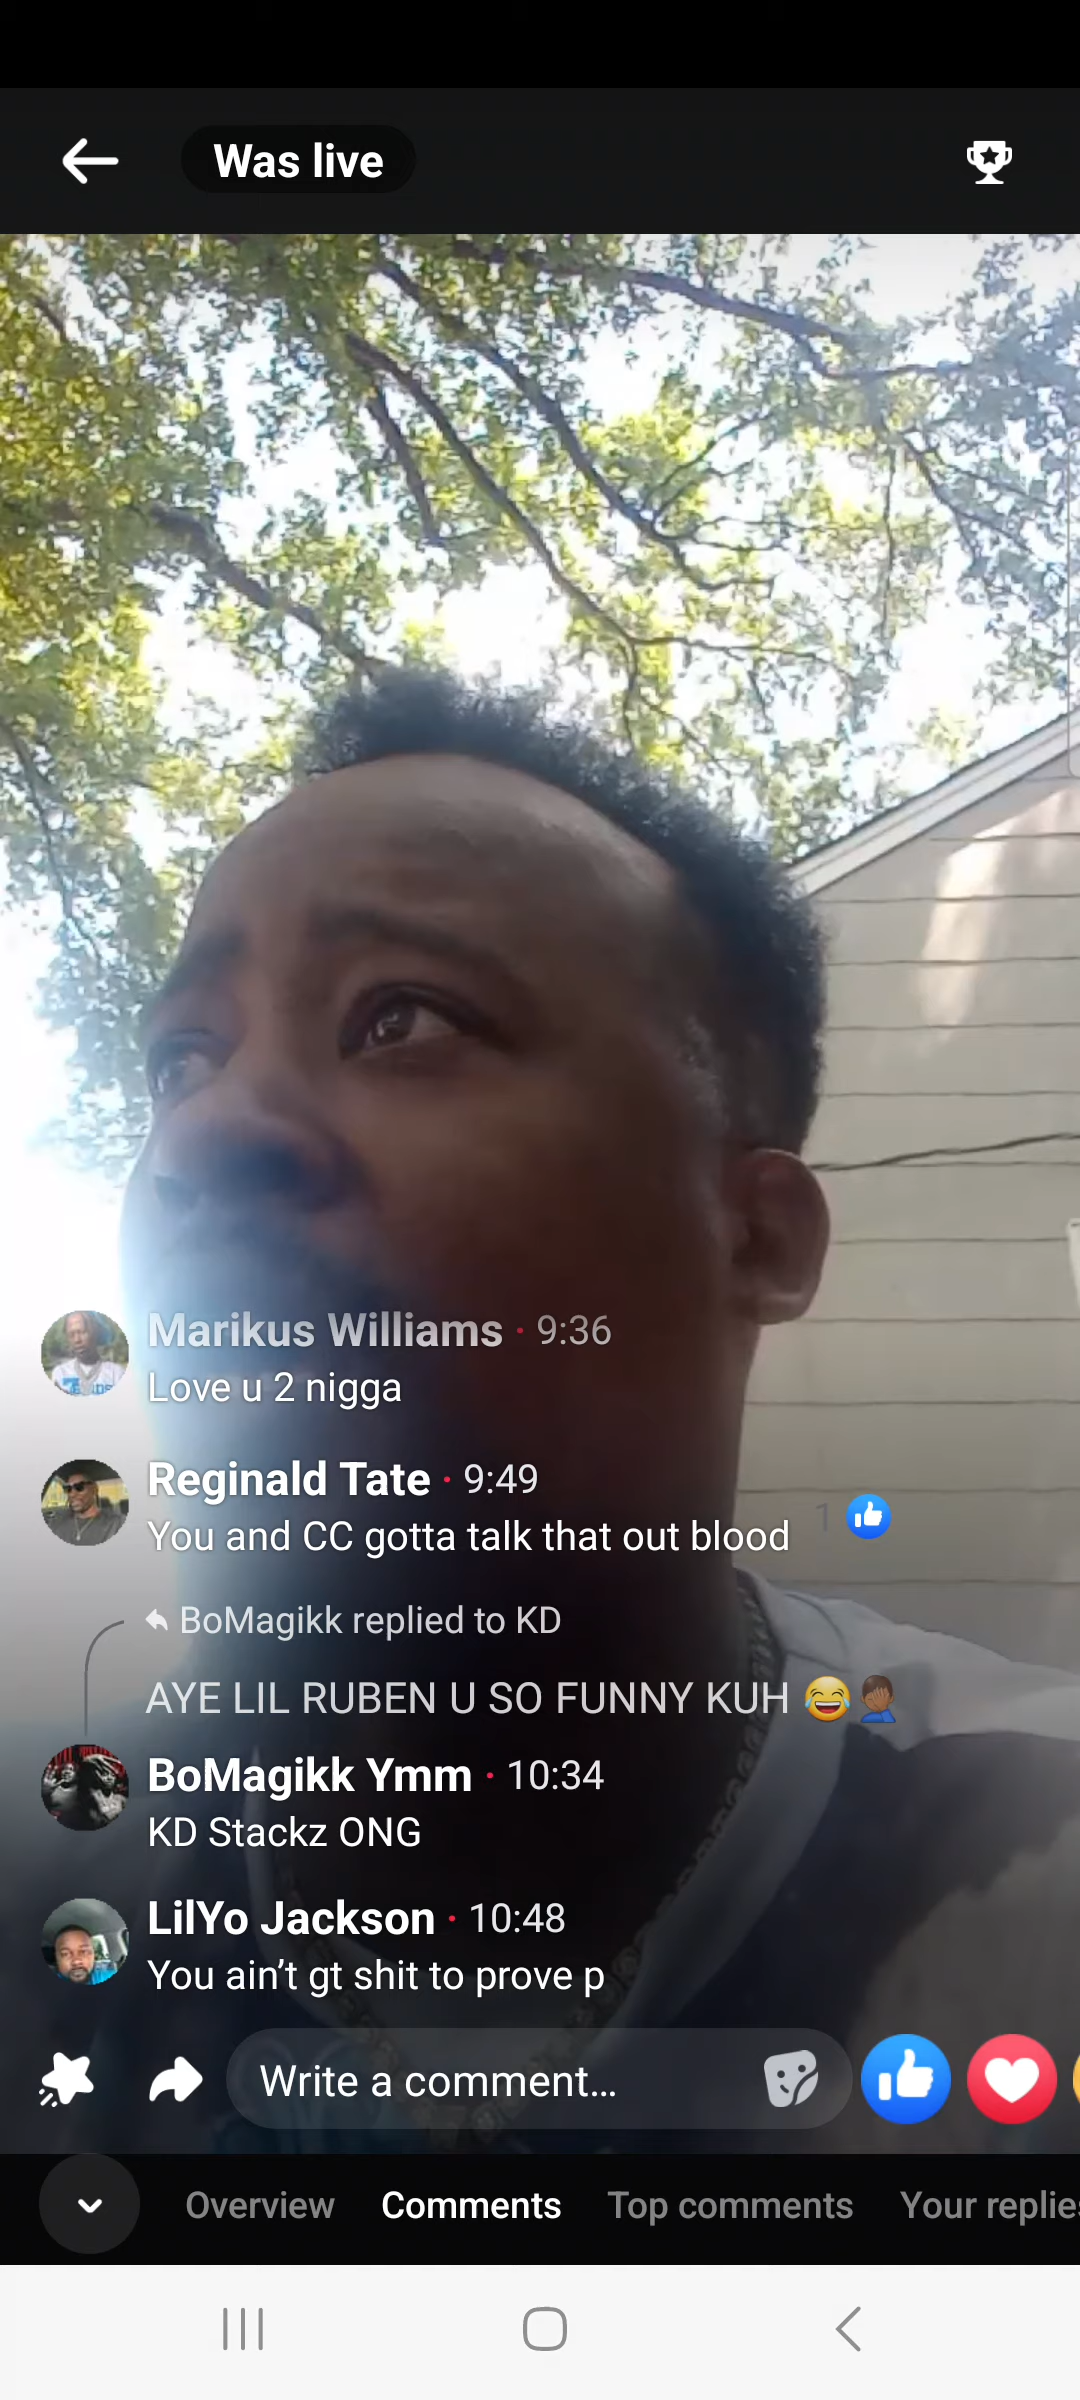 Was live
Marikus Williams · 9:36
Love u 2 nigga
Reginald Tate · 9:49
You and CC gotta talk that out blood
1
BoMagikk replied to KD
AYE LIL RUBEN U SO FUNNY KUH 😂🤦🏾‍♂️
BoMagikk Ymm · 10:34
KD Stackz ONG
LilYo Jackson · 10:48
You ain’t gt shit to prove p
Write a comment...
Overview Comments Top comments Your replies